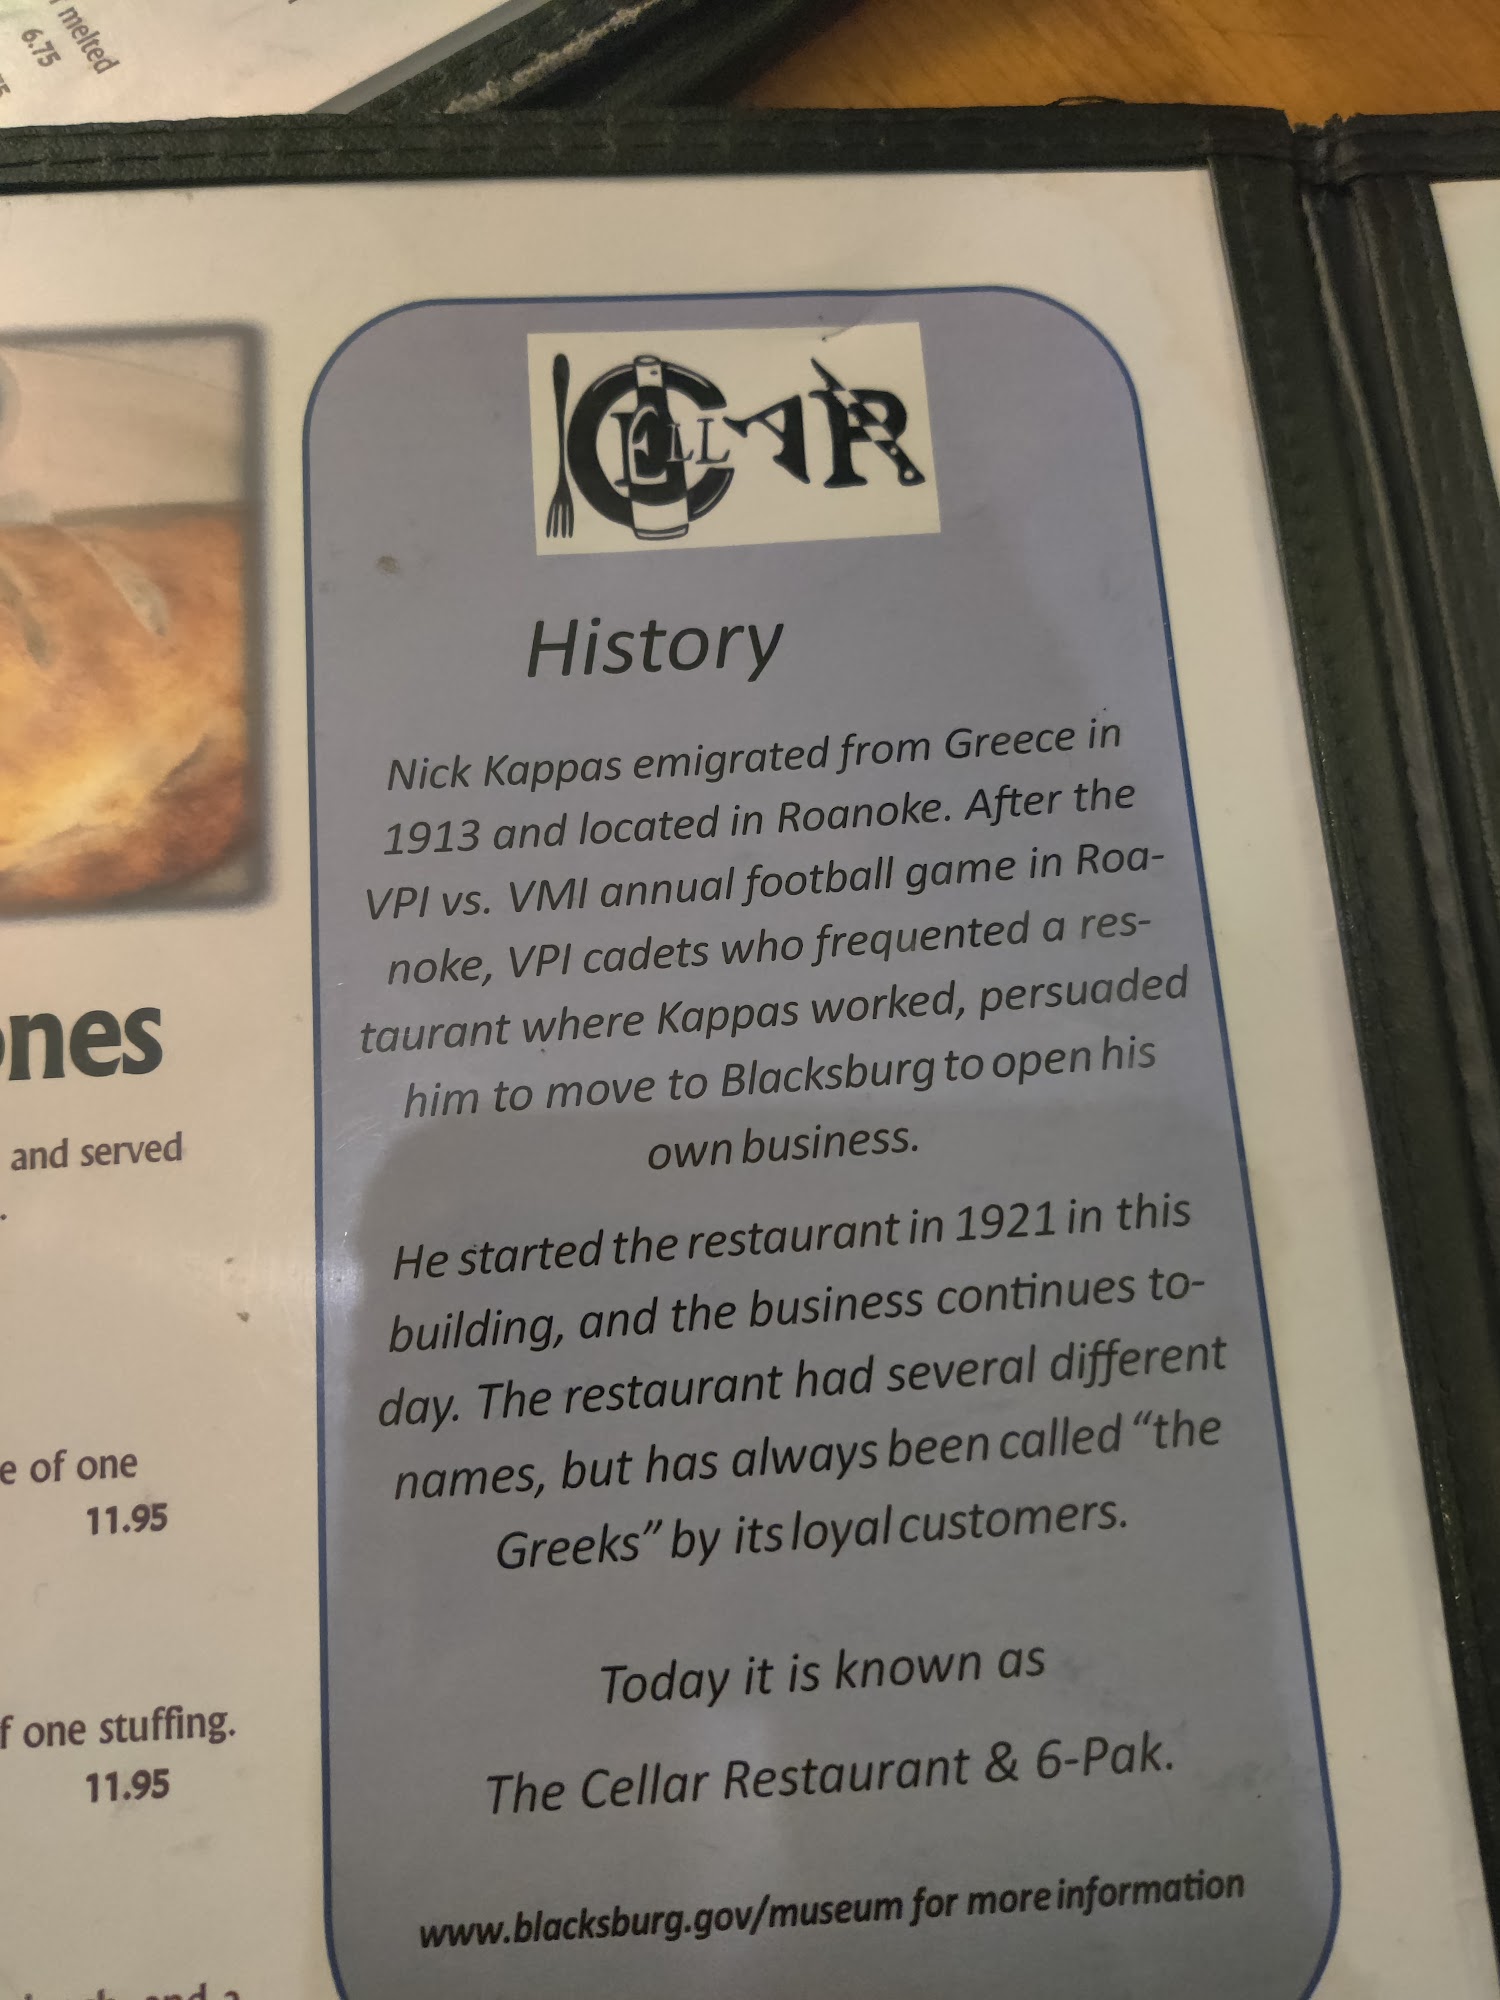 melted
6.75
CELLAR
History
Nick Kappas emigrated from Greece in
1913 and located in Roanoke. After the
VPI vs. VMI annual football game in Roa-
noke, VPI cadets who frequented a res-
taurant where Kappas worked, persuaded
him to move to Blacksburg to open his
own business.
He started the restaurant in 1921 in this
building, and the business continues to-
day. The restaurant had several different
names, but has always been called “the
Greeks” by its loyal customers.
Today it is known as
The Cellar Restaurant & 6-Pak.
www.blacksburg.gov/museum for more information
ones
and served
.
e of one
11.95
f one stuffing.
11.95